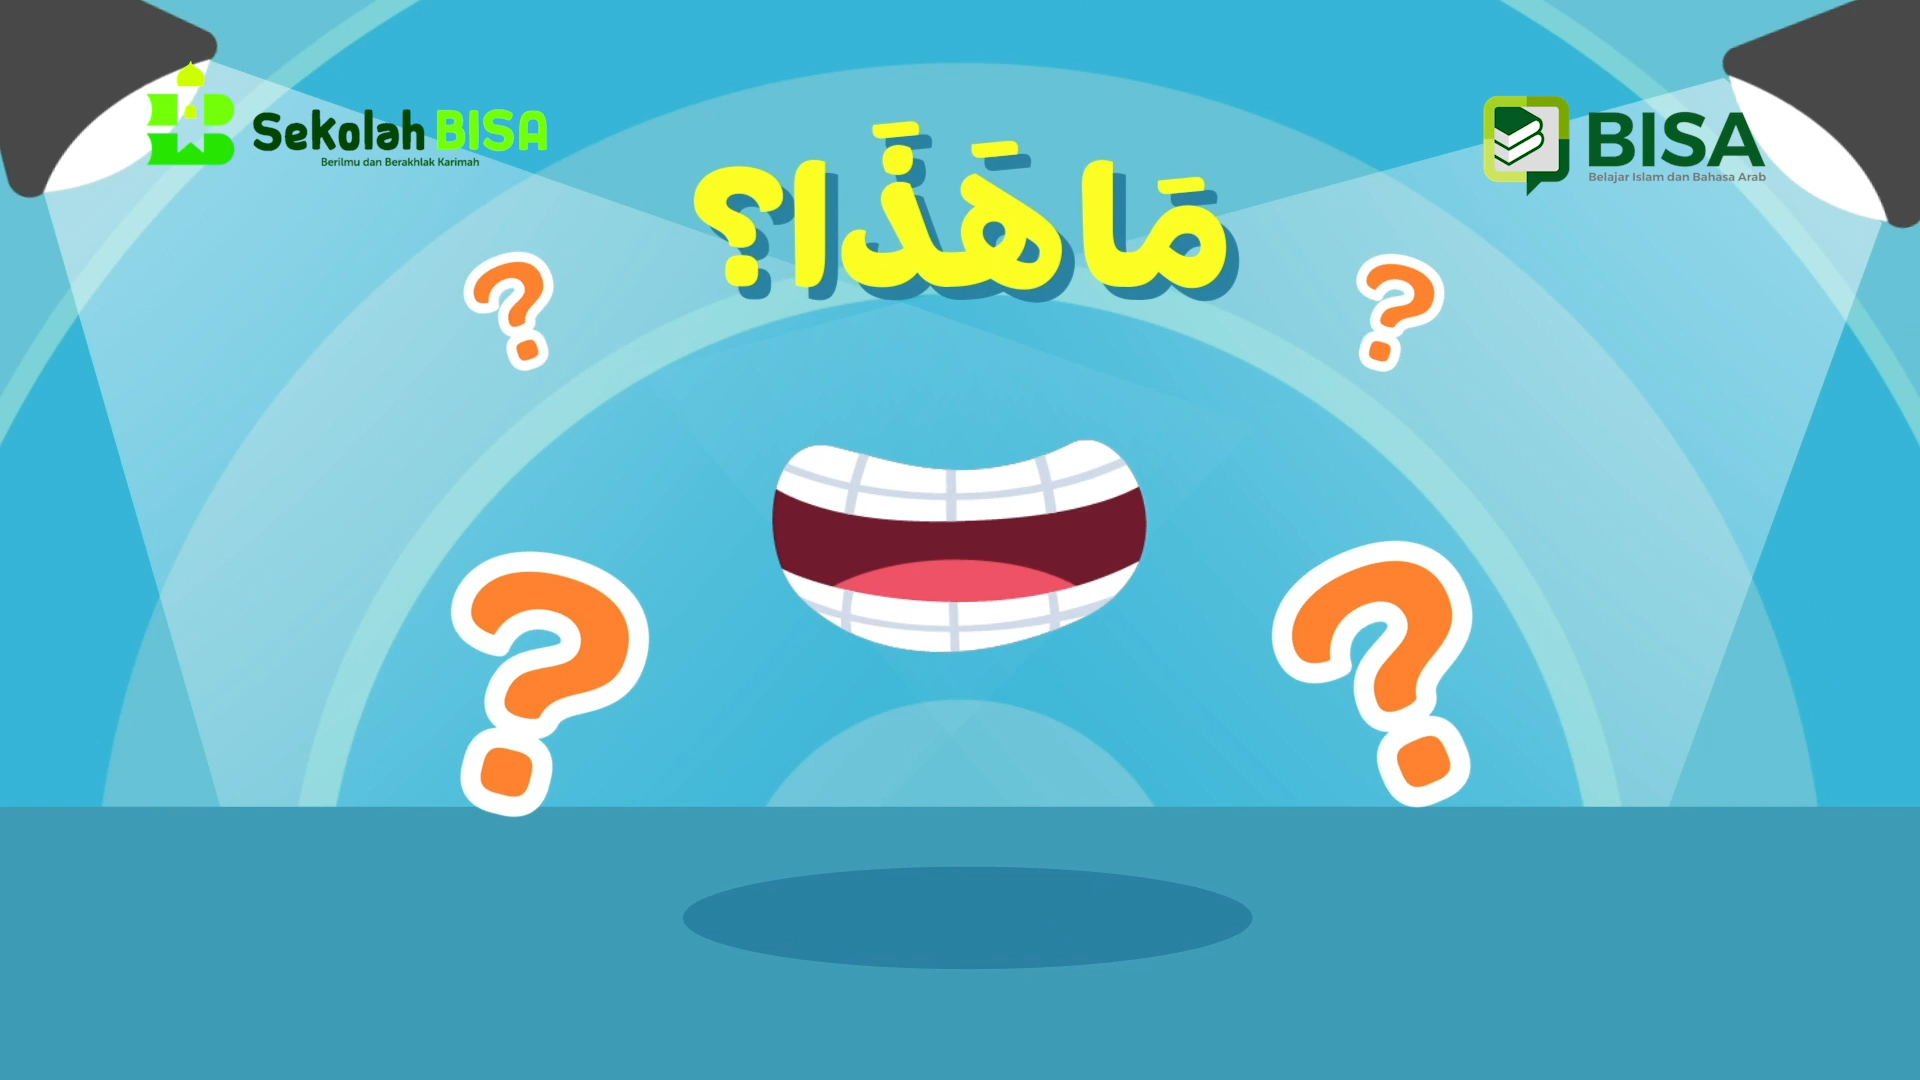 Sekolah BISA
Berilmu dan Berakhlak Karimah
BISA
Belajar Islam dan Bahasa Arab
مَا هَذَا؟